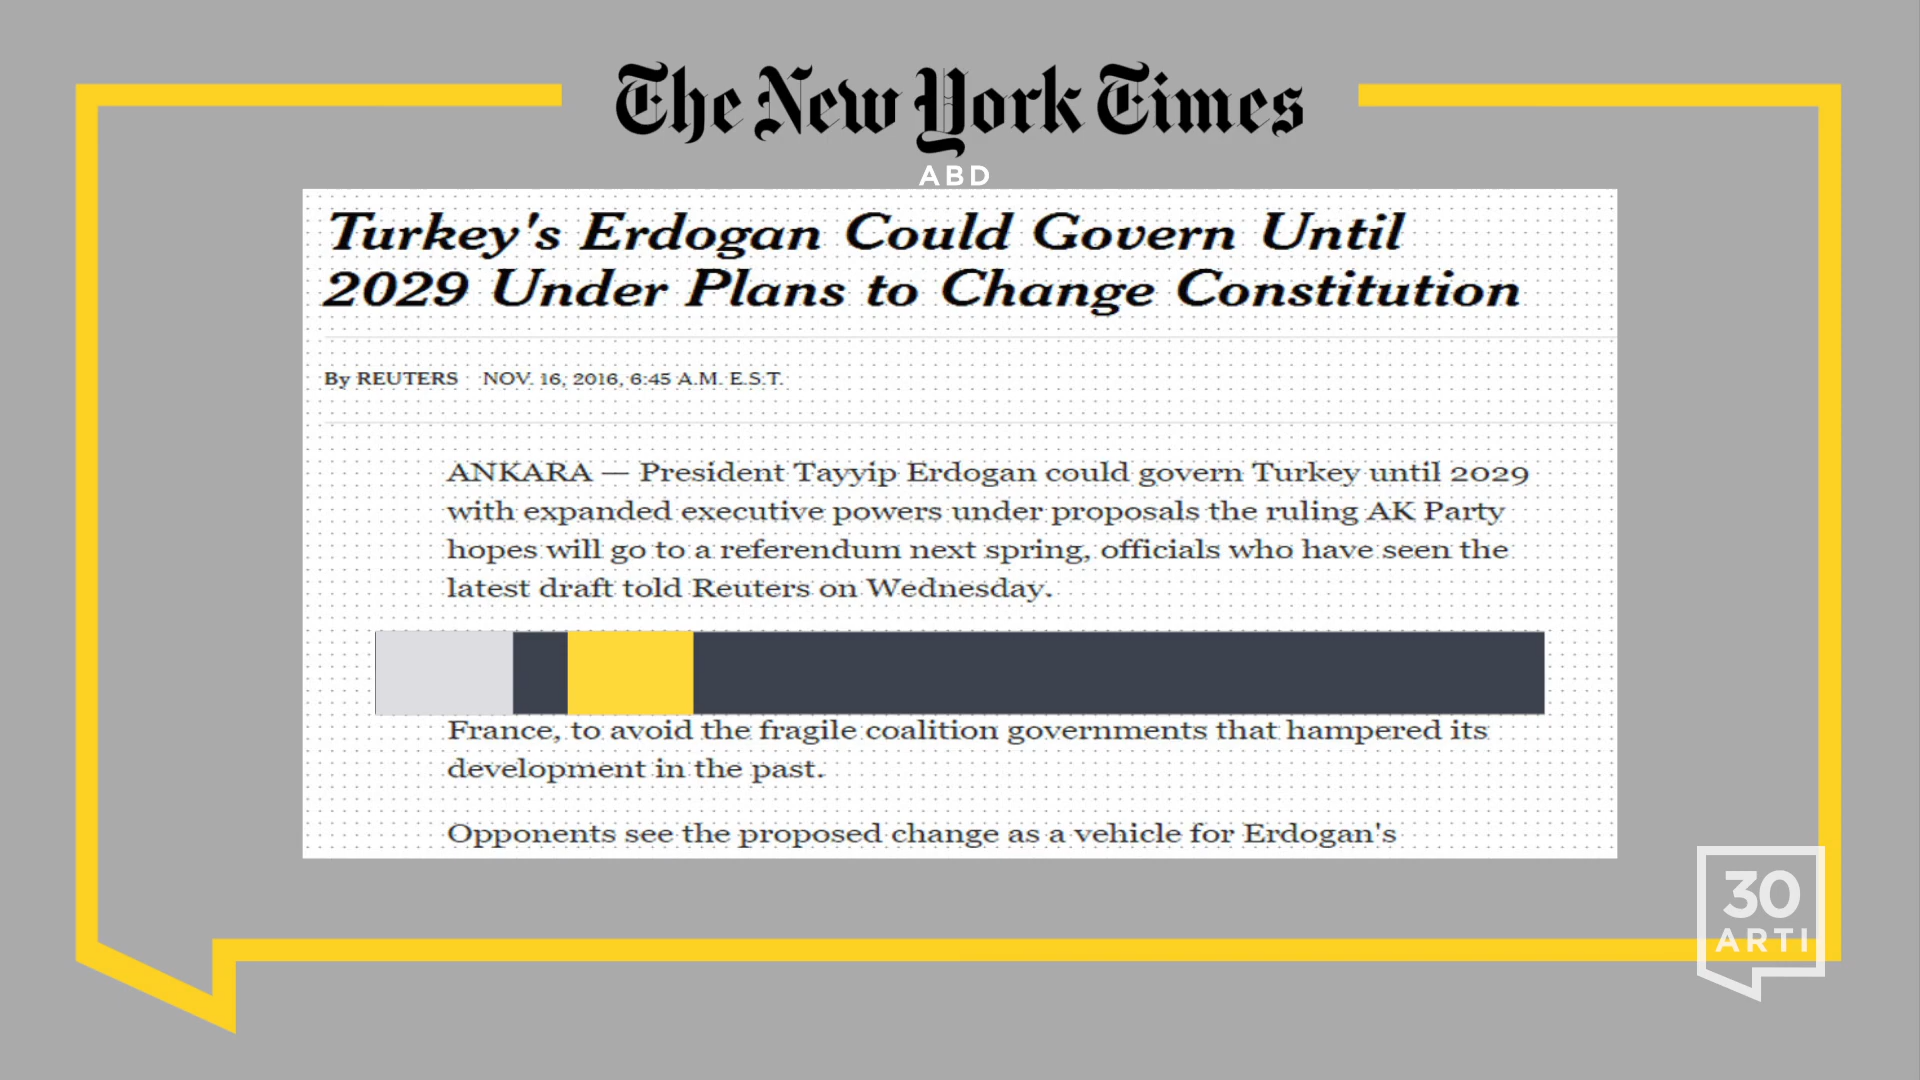 The New York Times
ABD
Turkey's Erdogan Could Govern Until
2029 Under Plans to Change Constitution
By REUTERS NOV. 16, 2016, 6:45 A.M. E.S.T.
ANKARA — President Tayyip Erdogan could govern Turkey until 2029
with expanded executive powers under proposals the ruling AK Party
hopes will go to a referendum next spring, officials who have seen the
latest draft told Reuters on Wednesday.
France, to avoid the fragile coalition governments that hampered its
development in the past.
Opponents see the proposed change as a vehicle for Erdogan's
30
ARTI